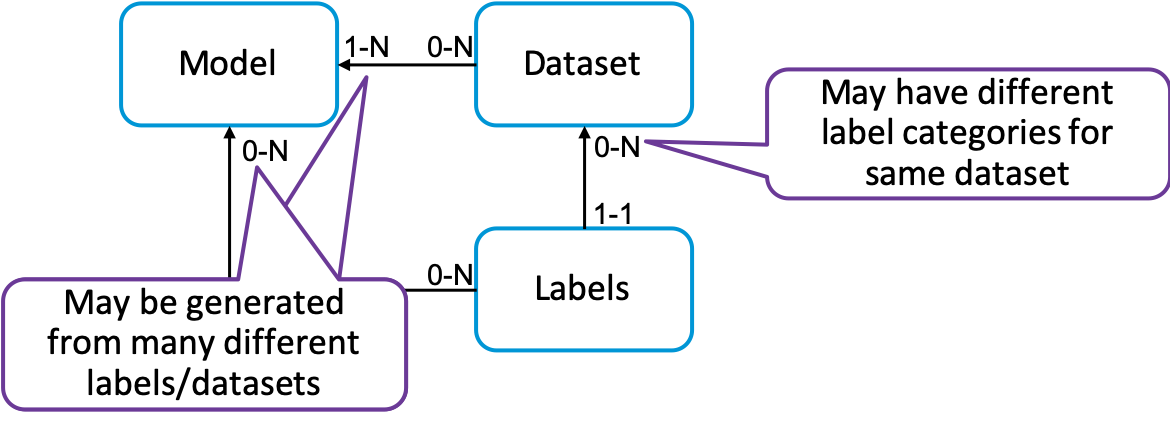 Model
1-N
0-N
Dataset
0-N
0-N
May have different
label categories for
same dataset
1-1
0-N
Labels
May be generated
from many different
labels/datasets